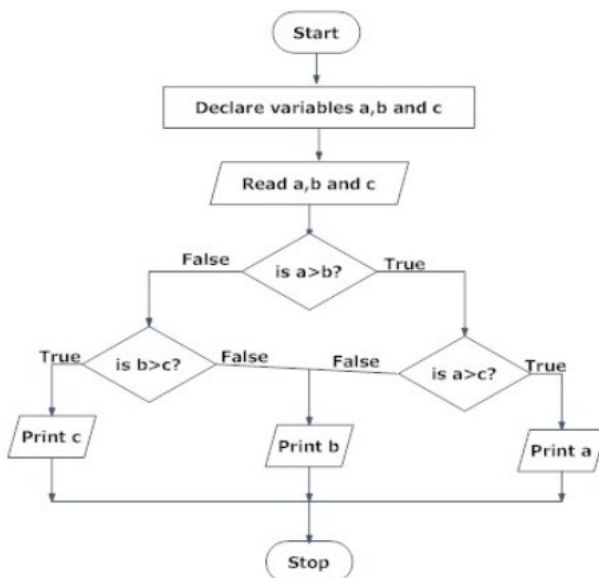 Start
Declare variables a,b and c
Read a,b and c
is a>b?
False
True
is b>c?
True
False
is a>c?
False
True
Print c
Print b
Print a
Stop